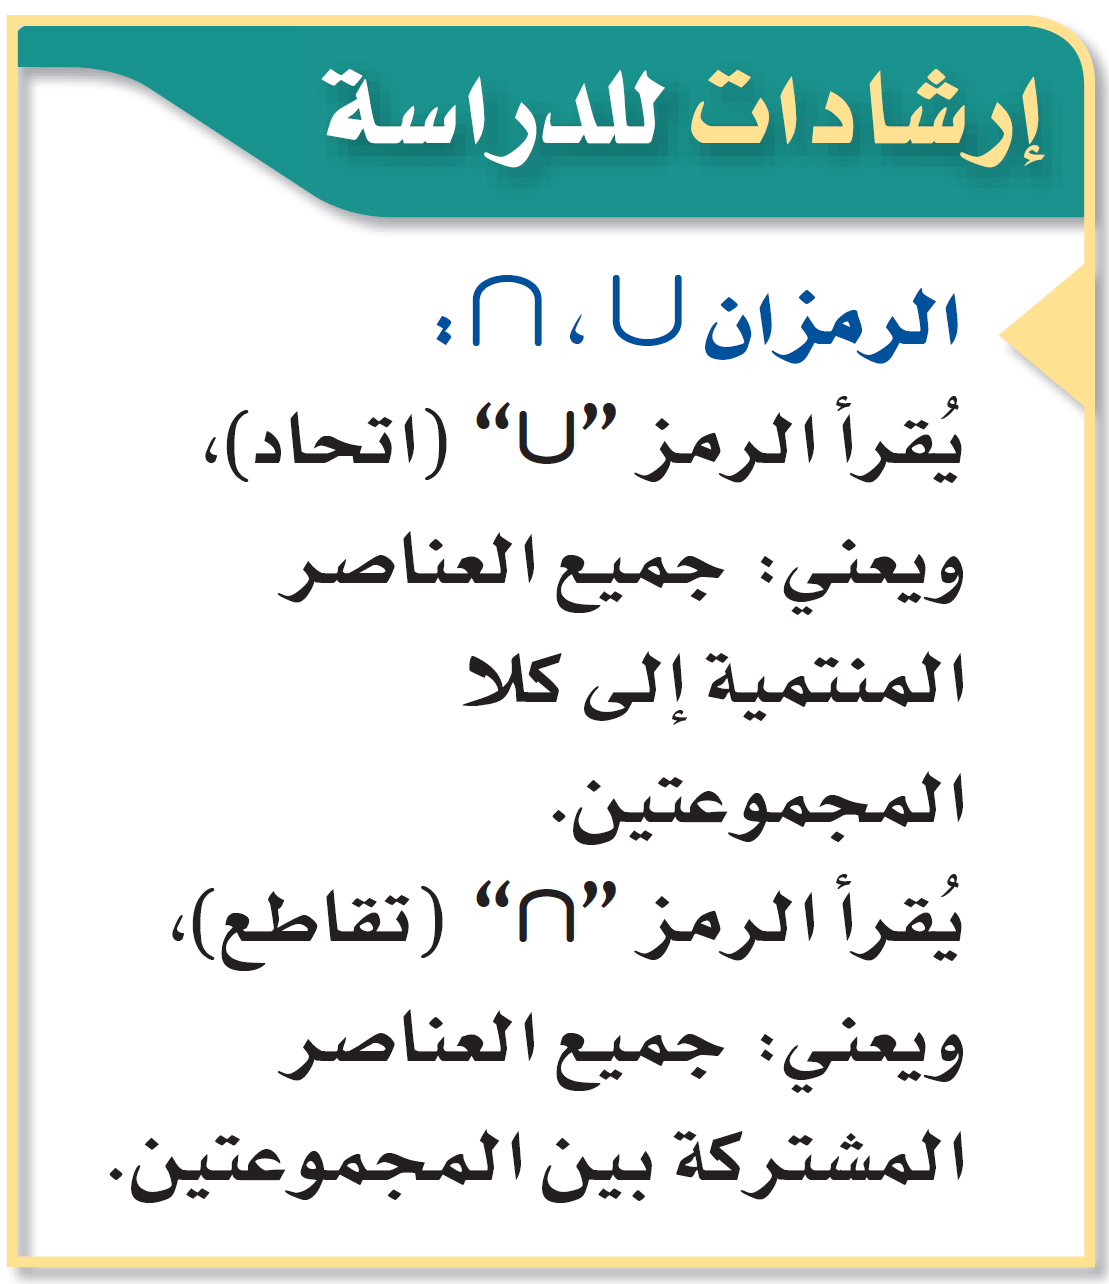 إرشادات للدراسة
الرمزان ∪ ، ∩ :
يُقرأ الرمز ”∪“ (اتحاد)،
ويعني: جميع العناصر
المنتمية إلى كلا
المجموعتين.
يُقرأ الرمز ”∩“ (تقاطع)،
ويعني: جميع العناصر
المشتركة بين المجموعتين.